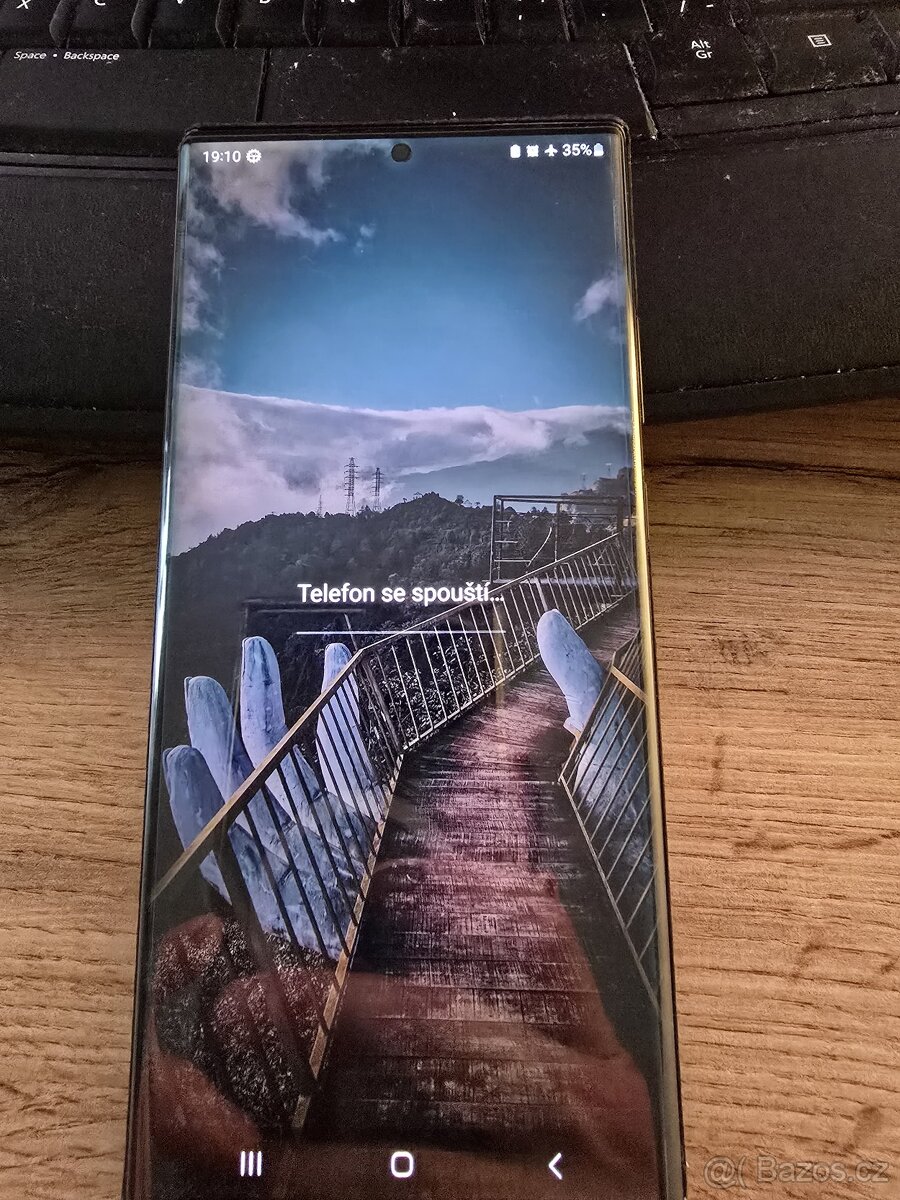 Space • Backspace
Alt
Gr
19:10
35%
Telefon se spouští...
@( Bazos.cz